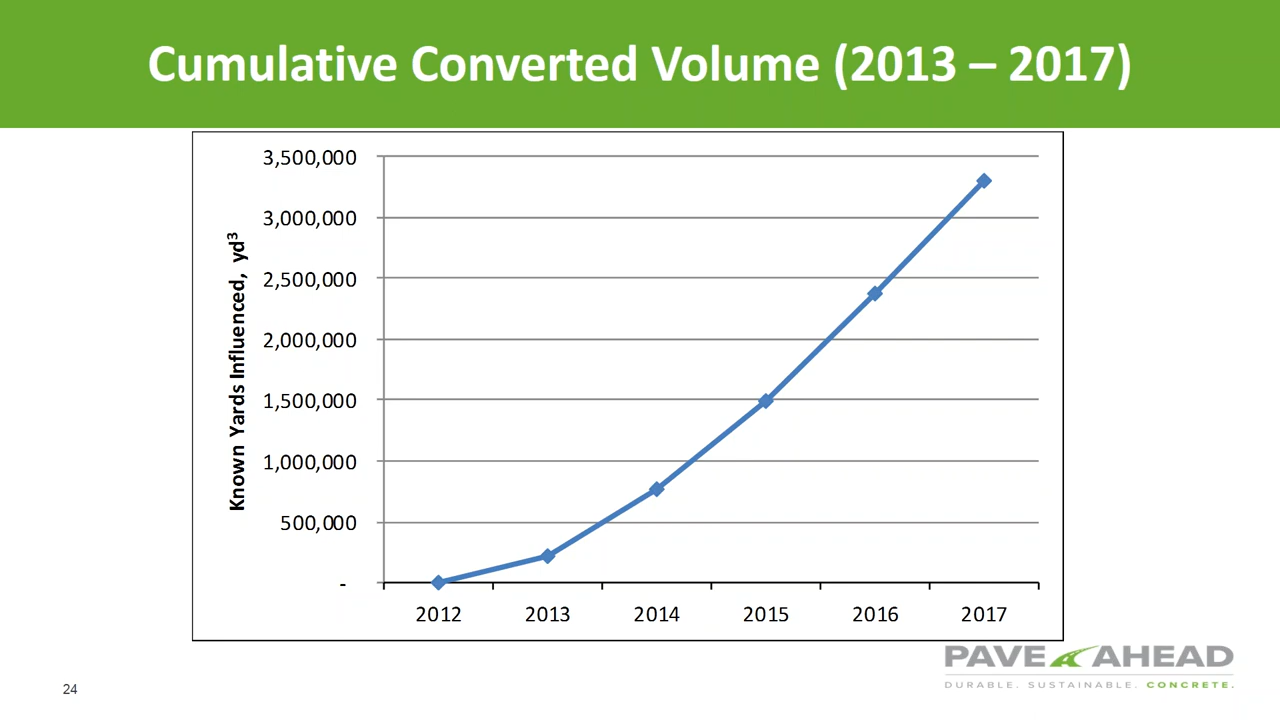 Cumulative Converted Volume (2013 – 2017)
3,500,000
3,000,000
2,500,000
2,000,000
1,500,000
1,000,000
500,000
-
Known Yards Influenced, yd³
2012 2013 2014 2015 2016 2017
PAVE AHEAD
DURABLE. SUSTAINABLE. CONCRETE.
24